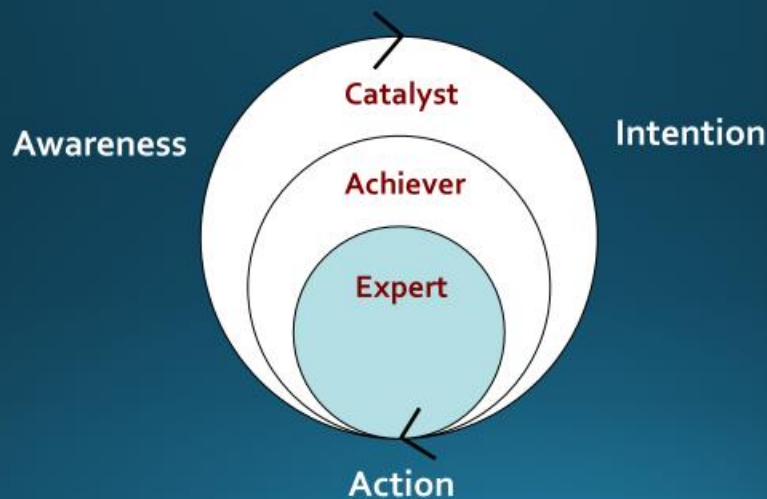 Catalyst
Awareness
Intention
Achiever
Expert
Action